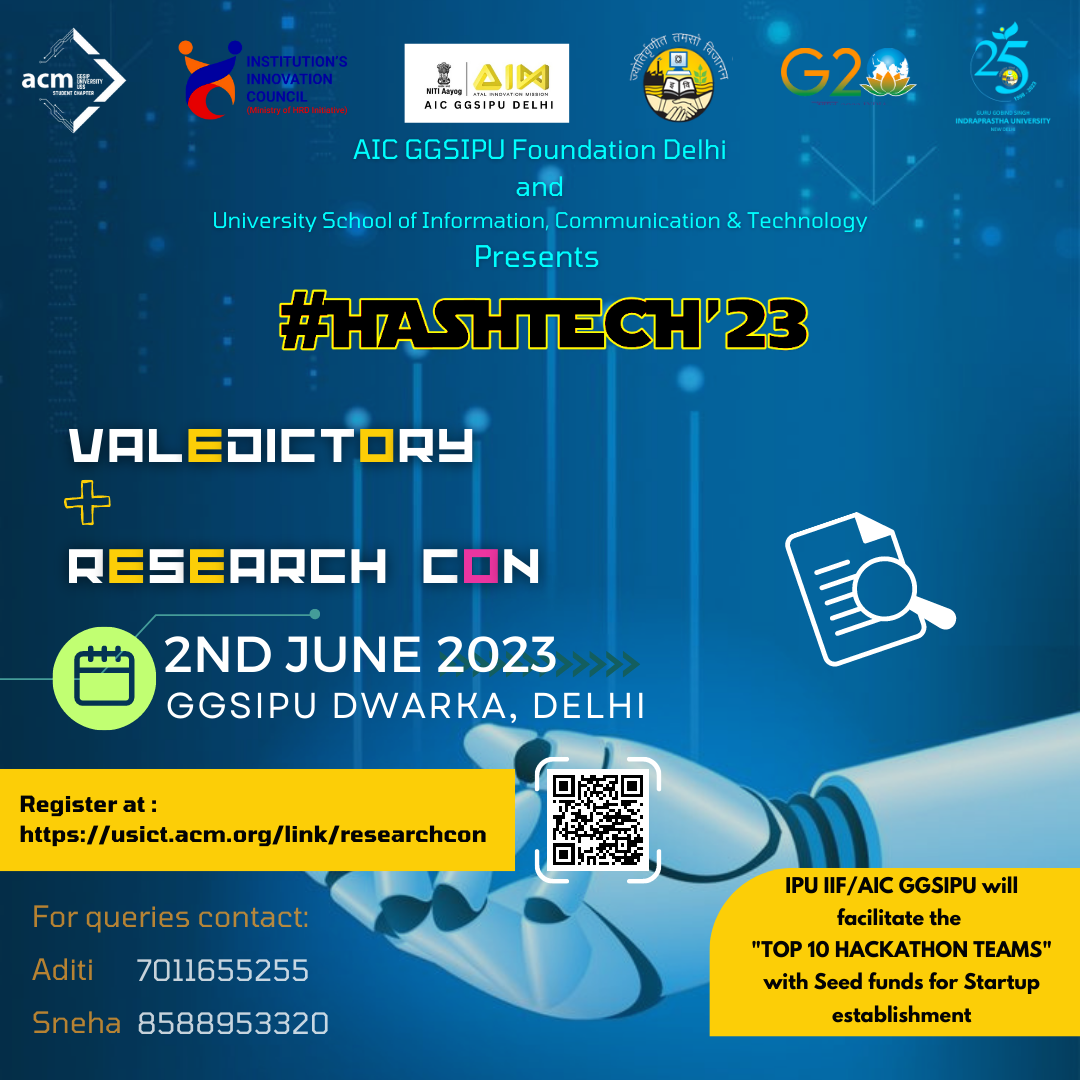 acm
GGSIP
UNIVERSITY
USS
STUDENT CHAPTER
INSTITUTION'S
INNOVATION
COUNCIL
(Ministry of HRD Initiative)
NITI Aayog
AIM
ATAL INNOVATION MISSION
AIC GGSIPU DELHI
ज्योतिर्वृणीत तमसो विजानन
G20
25
GURU GOBIND SINGH
INDRAPRASTHA UNIVERSITY
NEW DELHI
AIC GGSIPU Foundation Delhi
and
University School of Information, Communication & Technology
Presents
#HASHTECH'23
VALEDICTORY
+
RESEARCH CON
2ND JUNE 2023
GGSIPU DWARKA, DELHI
Register at :
https://usict.acm.org/link/researchcon
For queries contact:
Aditi 7011655255
Sneha 8588953320
IPU IIF/AIC GGSIPU will
facilitate the
"TOP 10 HACKATHON TEAMS"
with Seed funds for Startup
establishment